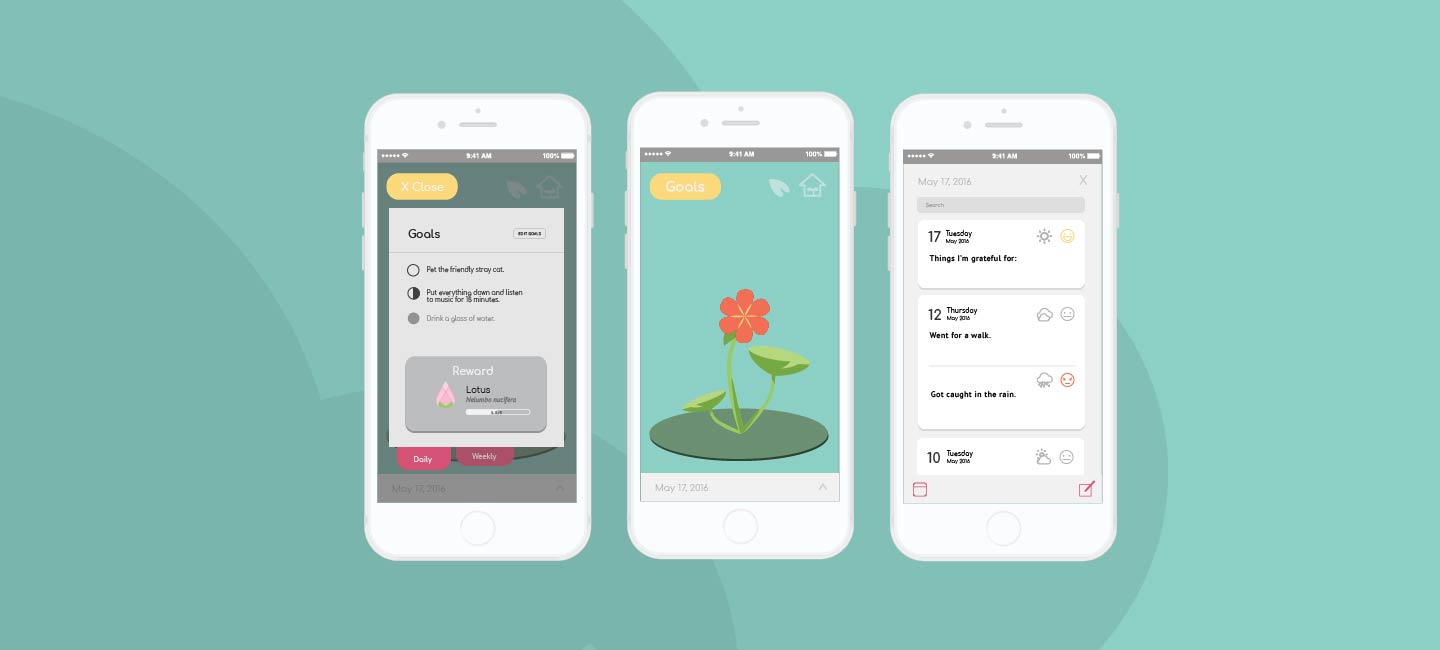 9:41 AM 100%
X Close
Goals
EDIT GOALS
Pet the friendly stray cat.
Put everything down and listen
to music for 15 minutes.
Drink a glass of water.
Reward
Lotus
Nelumbo nucifera
Daily
Weekly
May 17, 2016
9:41 AM 100%
Goals
May 17, 2016
9:41 AM 100%
May 17, 2016 X
Search
17 Tuesday
May 2016
Things I'm grateful for:
12 Thursday
May 2016
Went for a walk.
Got caught in the rain.
10 Tuesday
May 2016